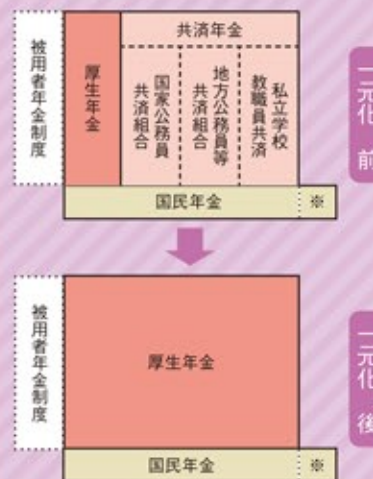 一元化 前
被用者年金制度
厚生年金
共済年金
国家公務員
共済組合
地方公務員等
共済組合
私立学校
教職員共済
国民年金
※
一元化 後
被用者年金制度
厚生年金
国民年金
※